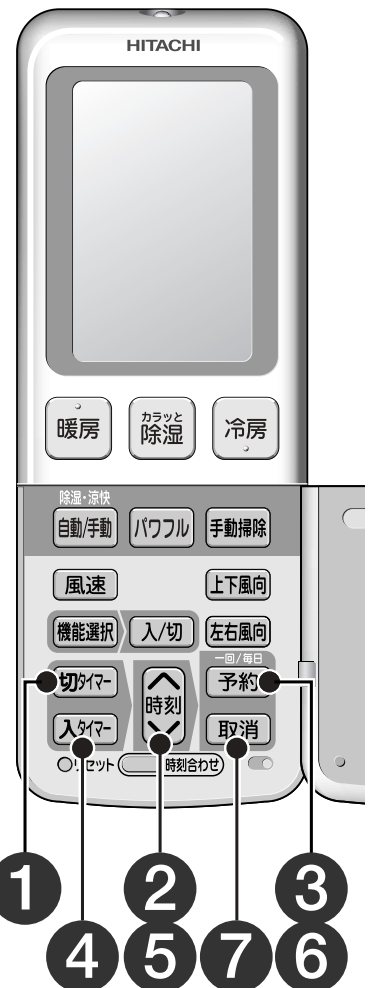 HITACHI
暖房 カラッと 除湿 冷房
除湿・涼快
自動/手動 パワフル 手動掃除
風速 上下風向
機能選択 入/切 左右風向
一回/毎日
切タイマー 時刻 予約
入タイマー 取消
リセット 時刻合わせ
1 2 3
4 5 7 6